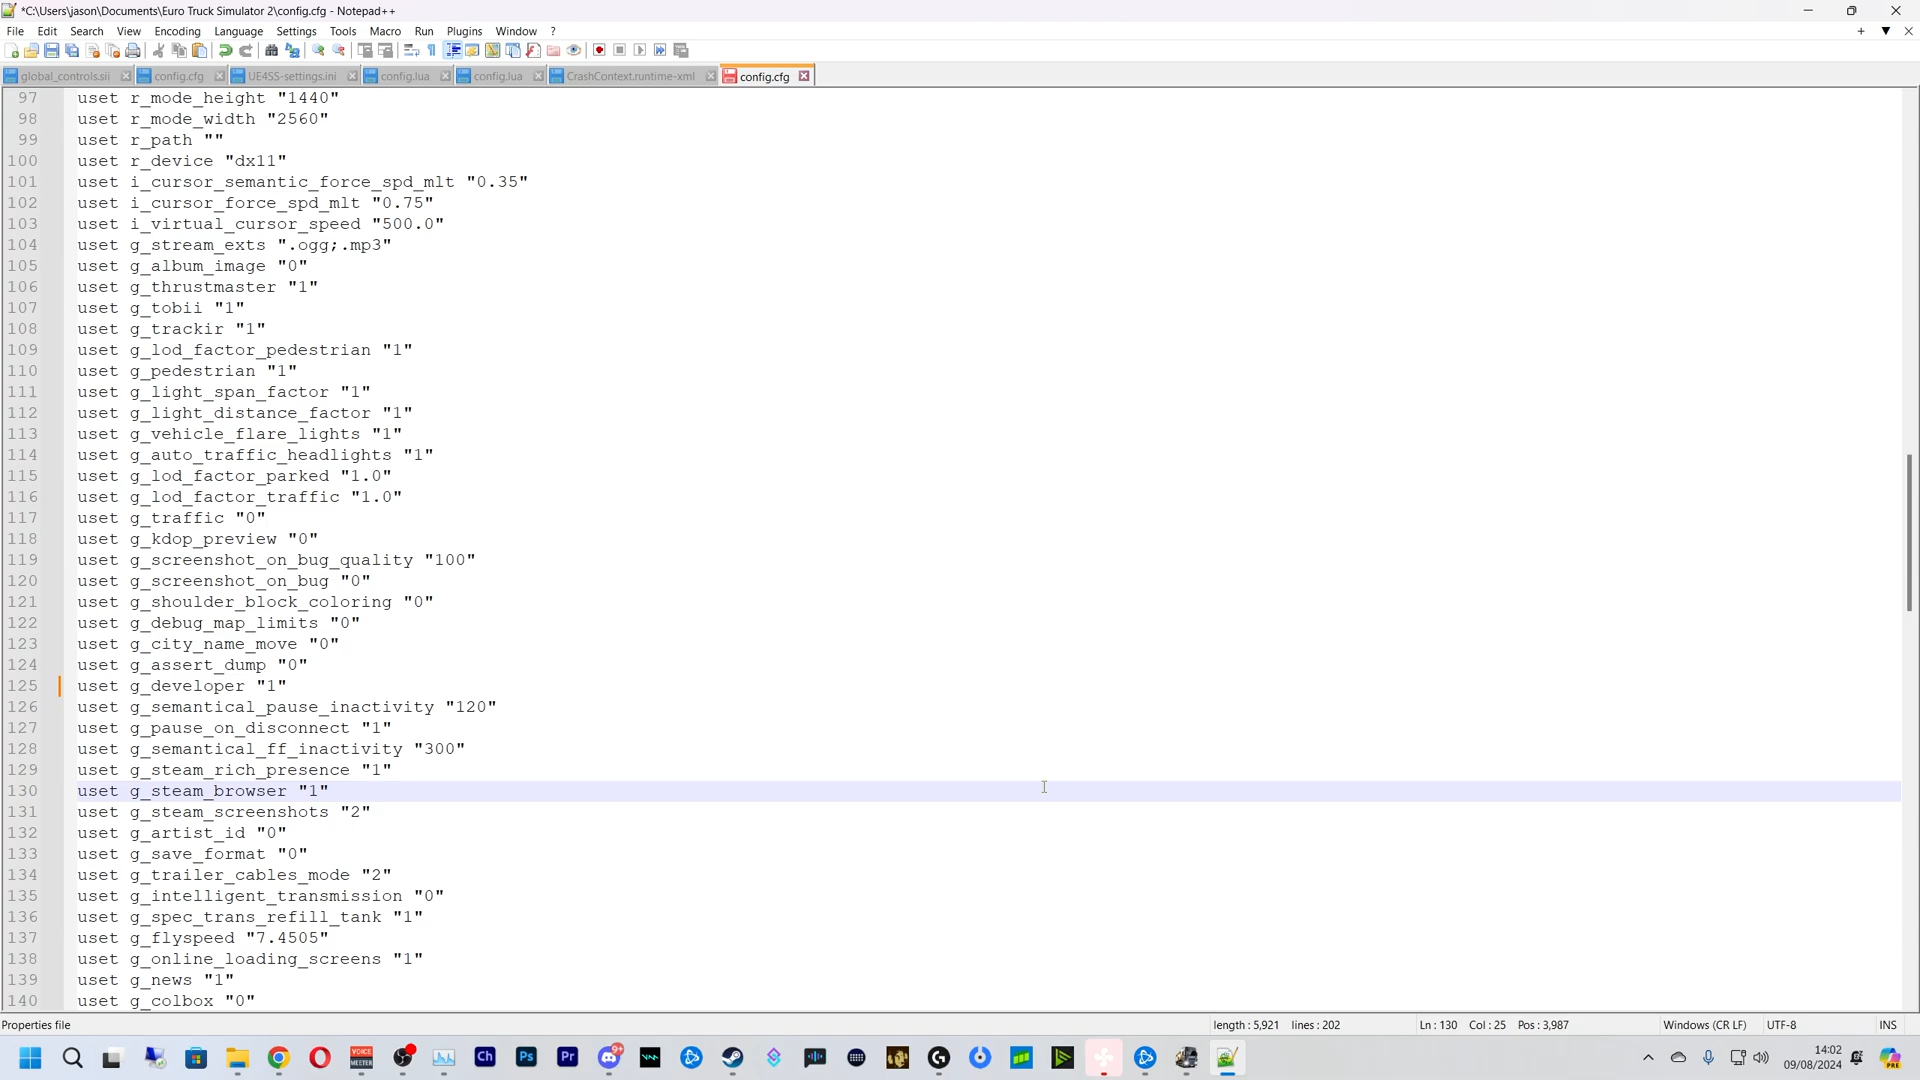 *C:\Users\jason\Documents\Euro Truck Simulator 2\config.cfg - Notepad++
File Edit Search View Encoding Language Settings Tools Macro Run Plugins Window ?
global_controls.sii config.cfg UE4SS-settings.ini config.lua config.lua CrashContext.runtime-xml config.cfg
97 uset r_mode_height "1440"
98 uset r_mode_width "2560"
99 uset r_path ""
100 uset r_device "dx11"
101 uset i_cursor_semantic_force_spd_mlt "0.35"
102 uset i_cursor_force_spd_mlt "0.75"
103 uset i_virtual_cursor_speed "500.0"
104 uset g_stream_exts ".ogg;.mp3"
105 uset g_album_image "0"
106 uset g_thrustmaster "1"
107 uset g_tobii "1"
108 uset g_trackir "1"
109 uset g_lod_factor_pedestrian "1"
110 uset g_pedestrian "1"
111 uset g_light_span_factor "1"
112 uset g_light_distance_factor "1"
113 uset g_vehicle_flare_lights "1"
114 uset g_auto_traffic_headlights "1"
115 uset g_lod_factor_parked "1.0"
116 uset g_lod_factor_traffic "1.0"
117 uset g_traffic "0"
118 uset g_kdop_preview "0"
119 uset g_screenshot_on_bug_quality "100"
120 uset g_screenshot_on_bug "0"
121 uset g_shoulder_block_coloring "0"
122 uset g_debug_map_limits "0"
123 uset g_city_name_move "0"
124 uset g_assert_dump "0"
125 uset g_developer "1"
126 uset g_semantical_pause_inactivity "120"
127 uset g_pause_on_disconnect "1"
128 uset g_semantical_ff_inactivity "300"
129 uset g_steam_rich_presence "1"
130 uset g_steam_browser "1"
131 uset g_steam_screenshots "2"
132 uset g_artist_id "0"
133 uset g_save_format "0"
134 uset g_trailer_cables_mode "2"
135 uset g_intelligent_transmission "0"
136 uset g_spec_trans_refill_tank "1"
137 uset g_flyspeed "7.4505"
138 uset g_online_loading_screens "1"
139 uset g_news "1"
140 uset g_colbox "0"
Properties file length : 5,921 lines : 202 Ln : 130 Col : 25 Pos : 3,987 Windows (CR LF) UTF-8 INS
VOICE MEETER Ch Ps Pr 9+ PRE
14:02
09/08/2024